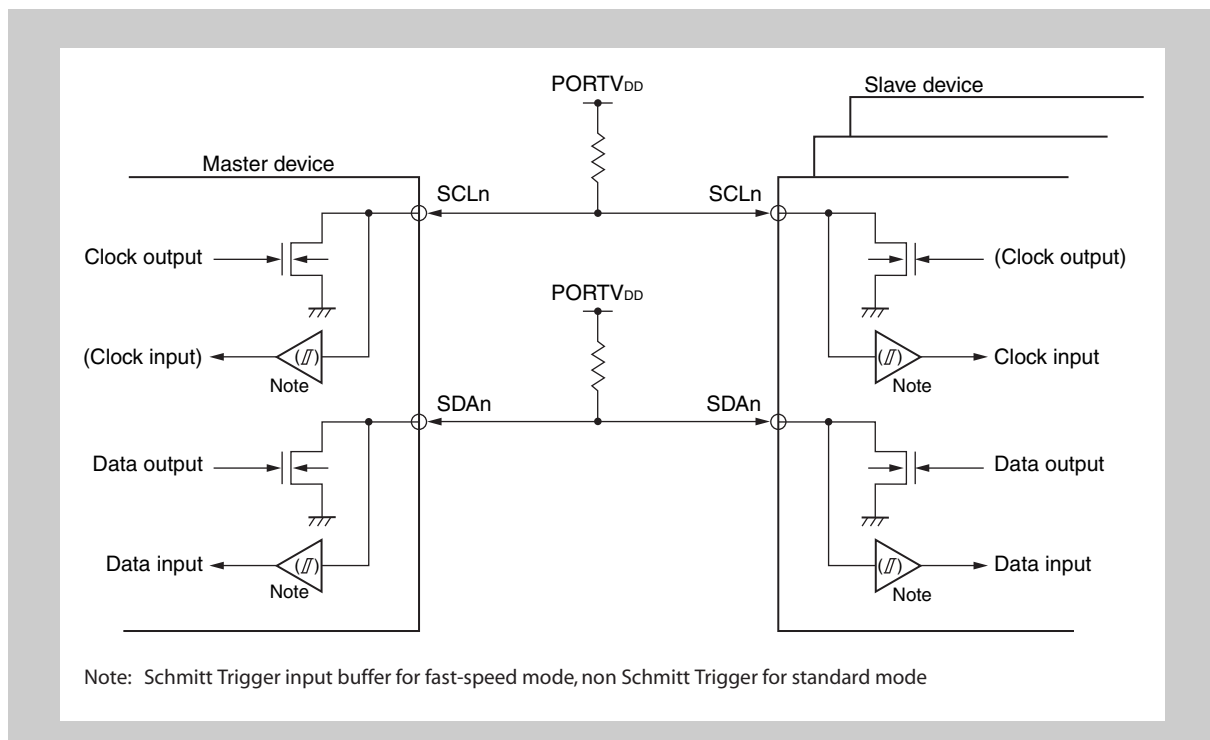 PORTVDD
Slave device
Master device
SCLn
SCLn
Clock output
(Clock output)
PORTVDD
(Clock input)
Note
Clock input
Note
SDAn
SDAn
Data output
Data output
Data input
Note
Data input
Note
Note: Schmitt Trigger input buffer for fast-speed mode, non Schmitt Trigger for standard mode